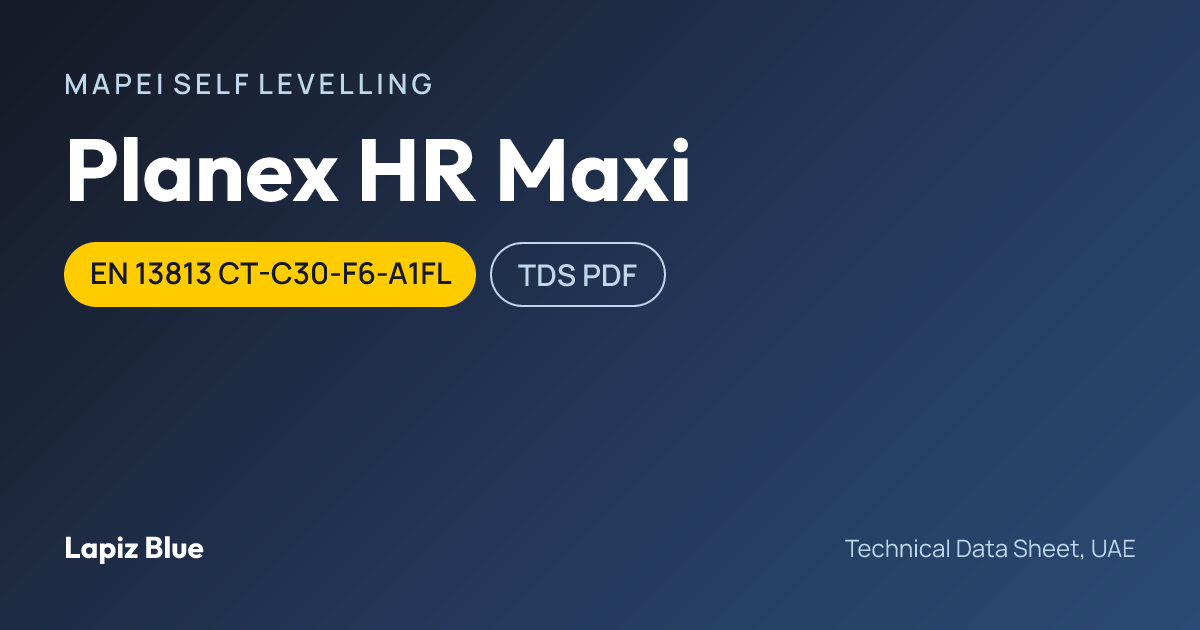 MAPEI SELF LEVELLING
Planex HR Maxi
EN 13813 CT-C30-F6-A1FL
TDS PDF
Lapiz Blue
Technical Data Sheet, UAE